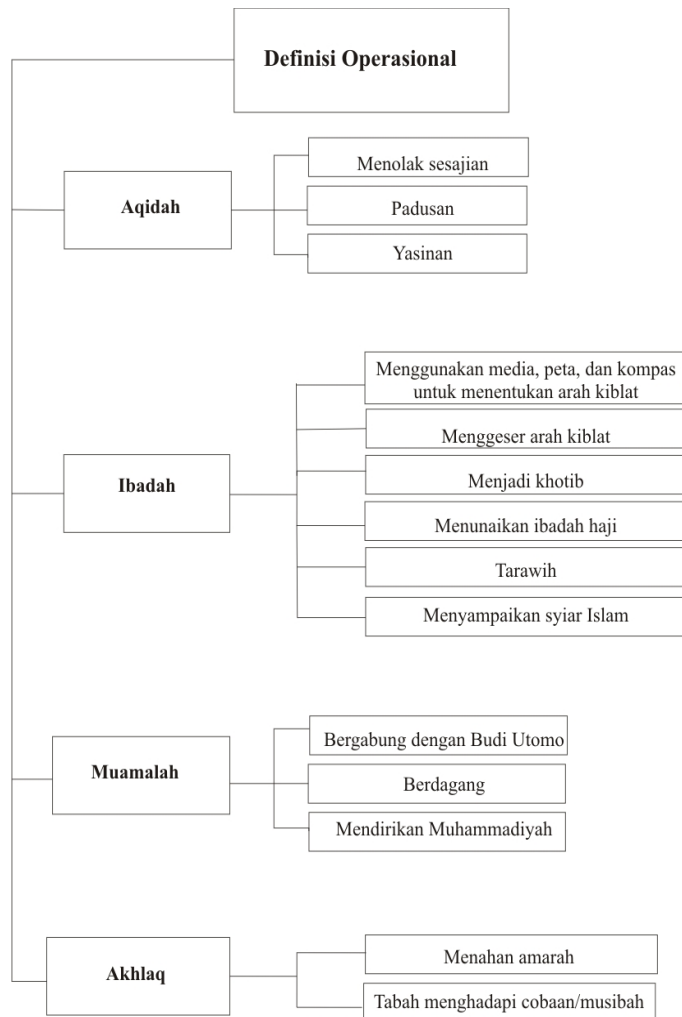 Definisi Operasional
Aqidah
Menolak sesajian
Padusan
Yasinan
Ibadah
Menggunakan media, peta, dan kompas
untuk menentukan arah kiblat
Menggeser arah kiblat
Menjadi khotib
Menunaikan ibadah haji
Tarawih
Menyampaikan syiar Islam
Muamalah
Bergabung dengan Budi Utomo
Berdagang
Mendirikan Muhammadiyah
Akhlaq
Menahan amarah
Tabah menghadapi cobaan/musibah